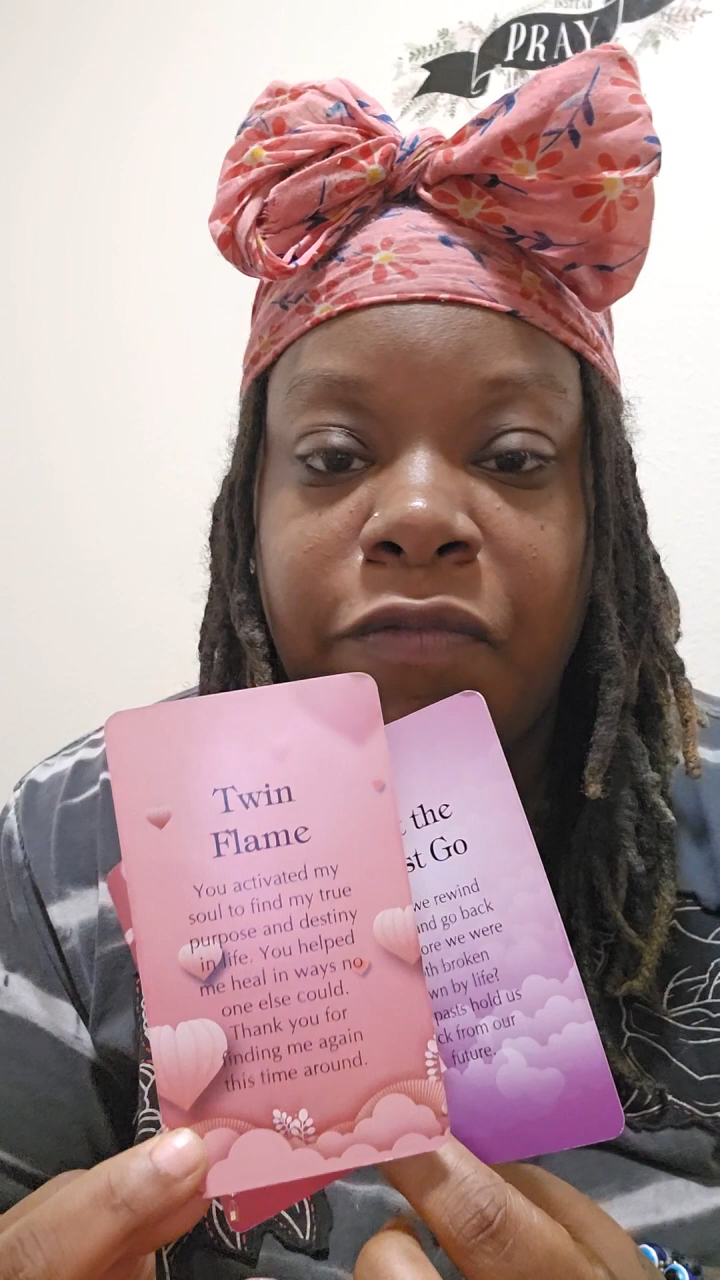 INSTEAD
PRAY
Twin
Flame
You activated my
soul to find my true
purpose and destiny
in life. You helped
me heal in ways no
one else could.
Thank you for
finding me again
this time around.
the
st Go
we rewind
nd go back
ore we were
th broken
wn by life?
pasts hold us
ck from our
future.